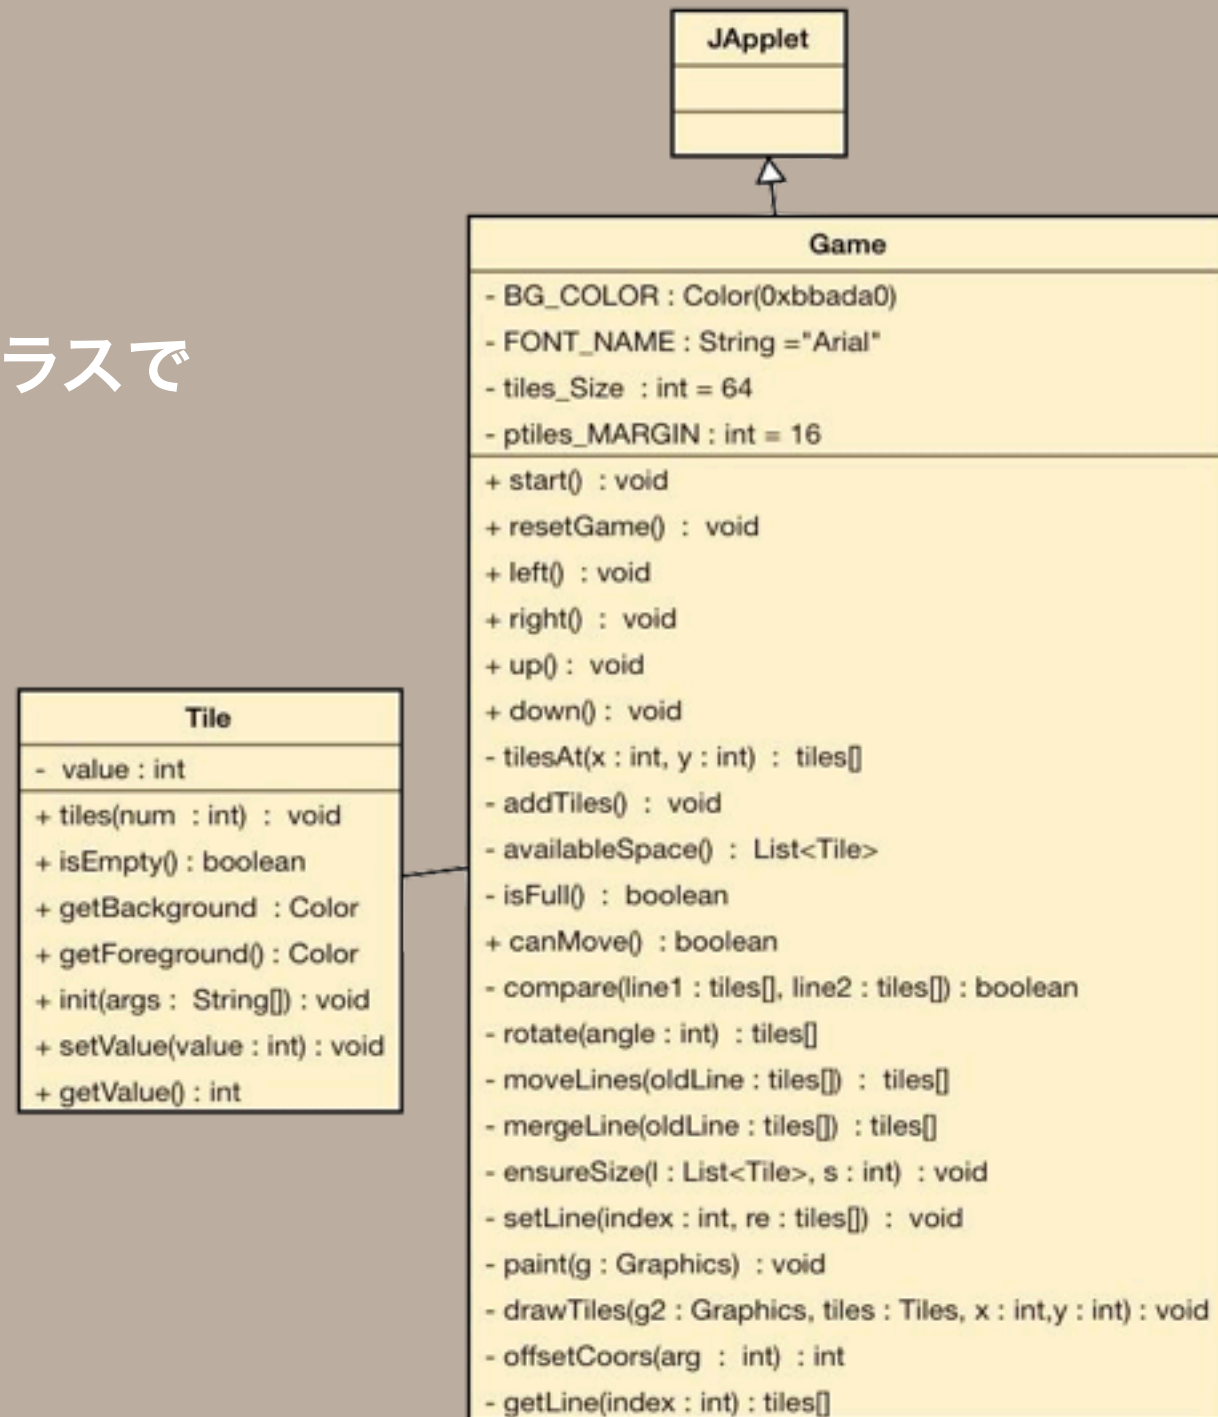 JApplet
Game
- BG_COLOR : Color(0xbbada0)
- FONT_NAME : String ="Arial"
- tiles_Size : int = 64
- ptiles_MARGIN : int = 16
+ start() : void
+ resetGame() : void
+ left() : void
+ right() : void
+ up() : void
+ down() : void
- tilesAt(x : int, y : int) : tiles[]
- addTiles() : void
- availableSpace() : List<Tile>
- isFull() : boolean
+ canMove() : boolean
- compare(line1 : tiles[], line2 : tiles[]) : boolean
- rotate(angle : int) : tiles[]
- moveLines(oldLine : tiles[]) : tiles[]
- mergeLine(oldLine : tiles[]) : tiles[]
- ensureSize(l : List<Tile>, s : int) : void
- setLine(index : int, re : tiles[]) : void
- paint(g : Graphics) : void
- drawTiles(g2 : Graphics, tiles : Tiles, x : int,y : int) : void
- offsetCoors(arg : int) : int
- getLine(index : int) : tiles[]
ラスで
Tile
- value : int
+ tiles(num : int) : void
+ isEmpty() : boolean
+ getBackground : Color
+ getForeground() : Color
+ init(args : String[]) : void
+ setValue(value : int) : void
+ getValue() : int